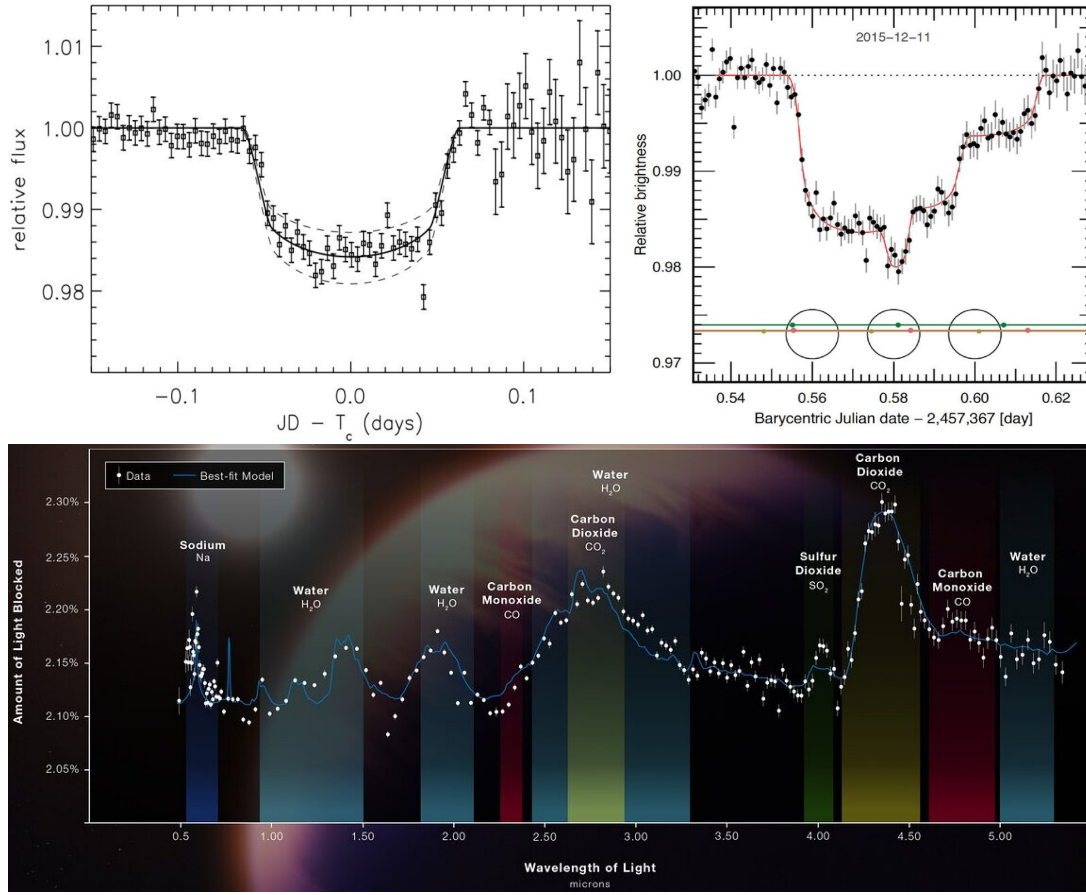 1.01
1.00
0.99
0.98
relative flux
−0.1
0.0
0.1
JD − Tc (days)
2015–12–11
1.00
0.99
0.98
0.97
Relative brightness
0.54
0.56
0.58
0.60
0.62
Barycentric Julian date − 2,457,367 [day]
Data
Best-fit Model
2.30%
2.25%
2.20%
2.15%
2.10%
2.05%
Amount of Light Blocked
Sodium
Na
Water
H₂O
Water
H₂O
Carbon
Monoxide
CO
Water
H₂O
Carbon
Dioxide
CO₂
Sulfur
Dioxide
SO₂
Carbon
Dioxide
CO₂
Carbon
Monoxide
CO
Water
H₂O
0.5
1.00
1.50
2.00
2.50
3.00
3.50
4.00
4.50
5.00
Wavelength of Light
microns